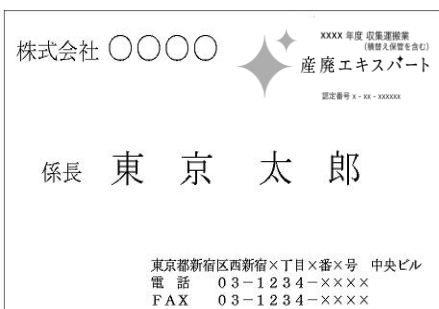 株式会社 〇〇〇〇
XXXX 年度 収集運搬業
(積替え保管を含む)
産廃エキスパート
認定番号 x - xx - xxxxxx
係長 東 京 太 郎
東京都新宿区西新宿×丁目×番×号 中央ビル
電 話 03-1234-××××
FAX 03-1234-××××